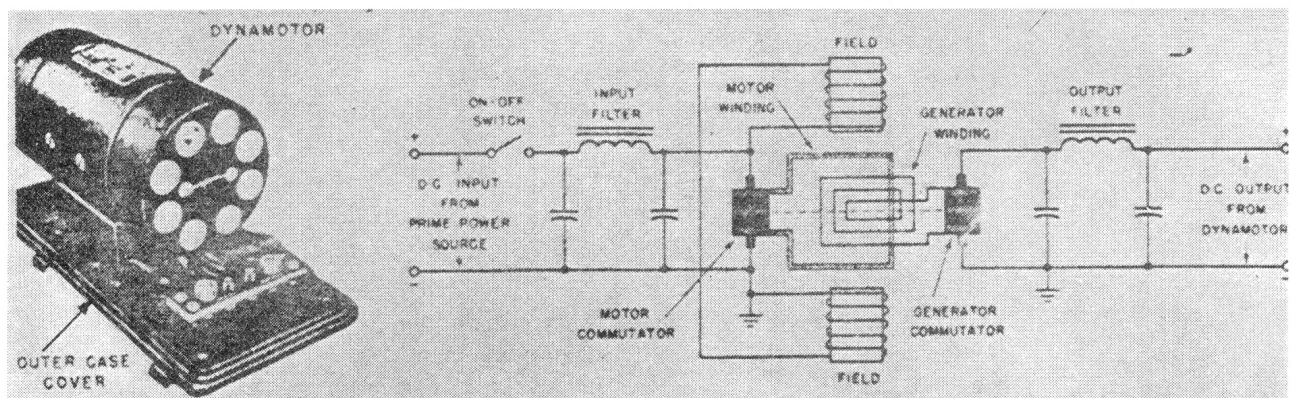 DYNAMOTOR
OUTER CASE
COVER
ON-OFF
SWITCH
INPUT
FILTER
+
D.C. INPUT
FROM
PRIME POWER
SOURCE
-
FIELD
MOTOR
WINDING
GENERATOR
WINDING
MOTOR
COMMUTATOR
GENERATOR
COMMUTATOR
FIELD
OUTPUT
FILTER
+
D.C. OUTPUT
FROM
DYNAMOTOR
-